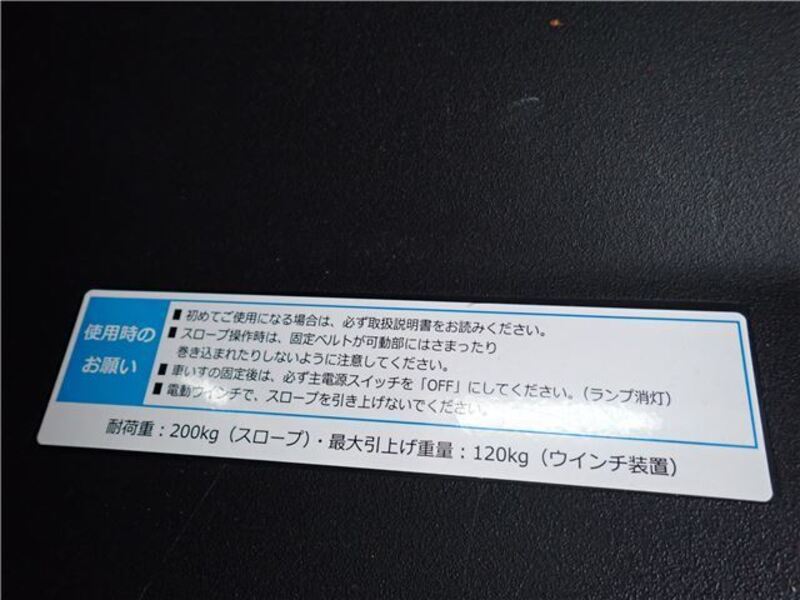 使用時の
お願い
■ 初めてご使用になる場合は、必ず取扱説明書をお読みください。
■ スロープ操作時は、固定ベルトが可動部にはさまったり
巻き込まれたりしないように注意してください。
■ 車いすの固定後は、必ず主電源スイッチを「OFF」にしてください。（ランプ消灯）
■ 電動ウインチで、スロープを引き上げないでください。
耐荷重：200kg（スロープ）・最大引上げ重量：120kg（ウインチ装置）